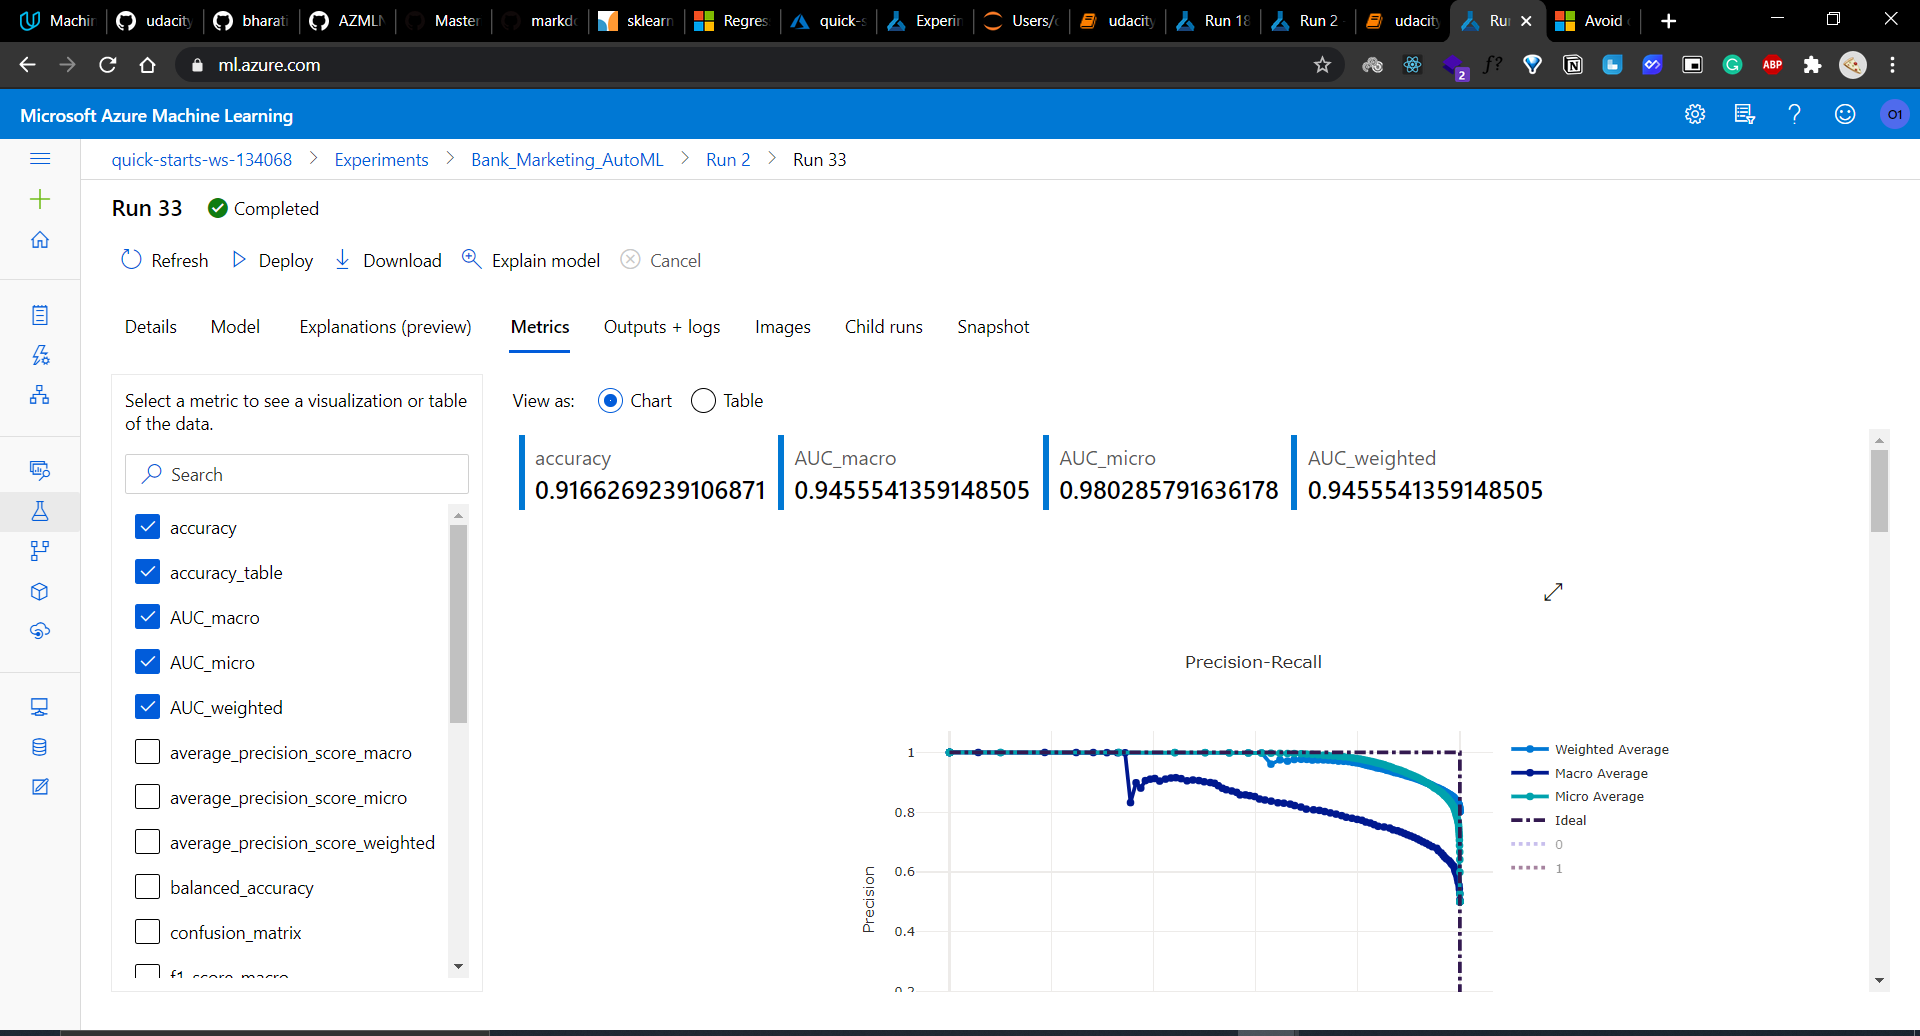 Machin
udacity
bharati
AZMLN
Master
markdo
sklearn
Regres
quick-s
Experim
Users/c
udacity
Run 18
Run 2
udacity
Ru
Avoid
ml.azure.com
2
ABP
Microsoft Azure Machine Learning
O1
quick-starts-ws-134068 > Experiments > Bank_Marketing_AutoML > Run 2 > Run 33
Run 33 Completed
Refresh Deploy Download Explain model Cancel
Details Model Explanations (preview) Metrics Outputs + logs Images Child runs Snapshot
Select a metric to see a visualization or table
of the data.
Search
accuracy
accuracy_table
AUC_macro
AUC_micro
AUC_weighted
average_precision_score_macro
average_precision_score_micro
average_precision_score_weighted
balanced_accuracy
confusion_matrix
f1_score_macro
View as: Chart Table
accuracy
0.9166269239106871
AUC_macro
0.9455541359148505
AUC_micro
0.980285791636178
AUC_weighted
0.9455541359148505
Precision-Recall
1
0.8
0.6
0.4
0.2
Precision
Weighted Average
Macro Average
Micro Average
Ideal
0
1